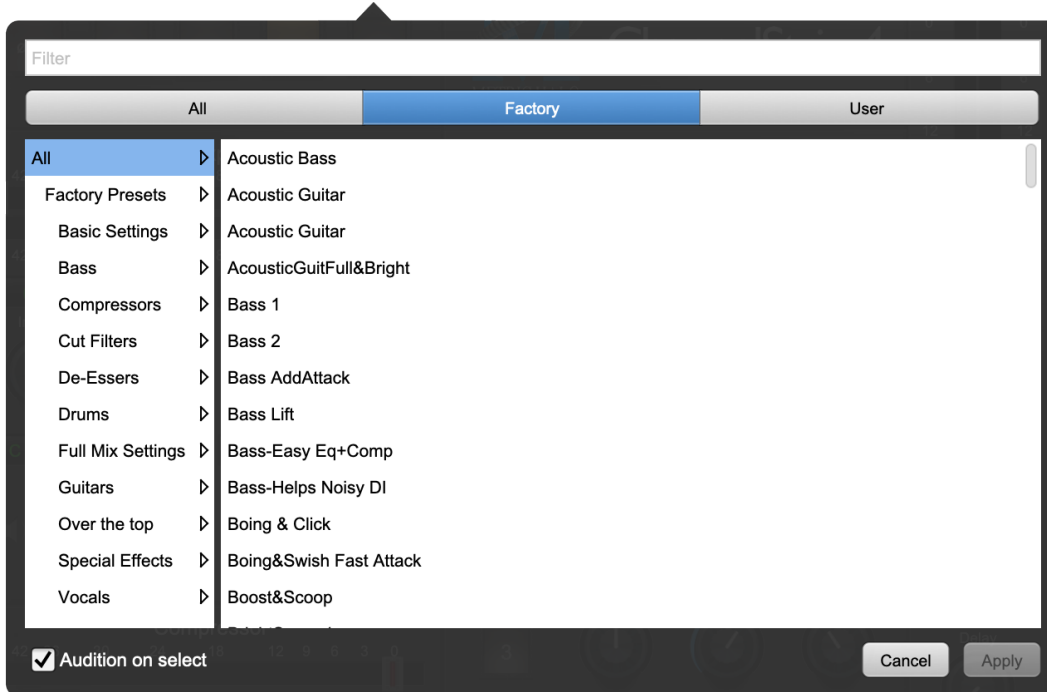 Filter
All
Factory
User
All
Factory Presets
Basic Settings
Bass
Compressors
Cut Filters
De-Essers
Drums
Full Mix Settings
Guitars
Over the top
Special Effects
Vocals
Acoustic Bass
Acoustic Guitar
Acoustic Guitar
AcousticGuitFull&Bright
Bass 1
Bass 2
Bass AddAttack
Bass Lift
Bass-Easy Eq+Comp
Bass-Helps Noisy DI
Boing & Click
Boing&Swish Fast Attack
Boost&Scoop
Audition on select
Cancel
Apply